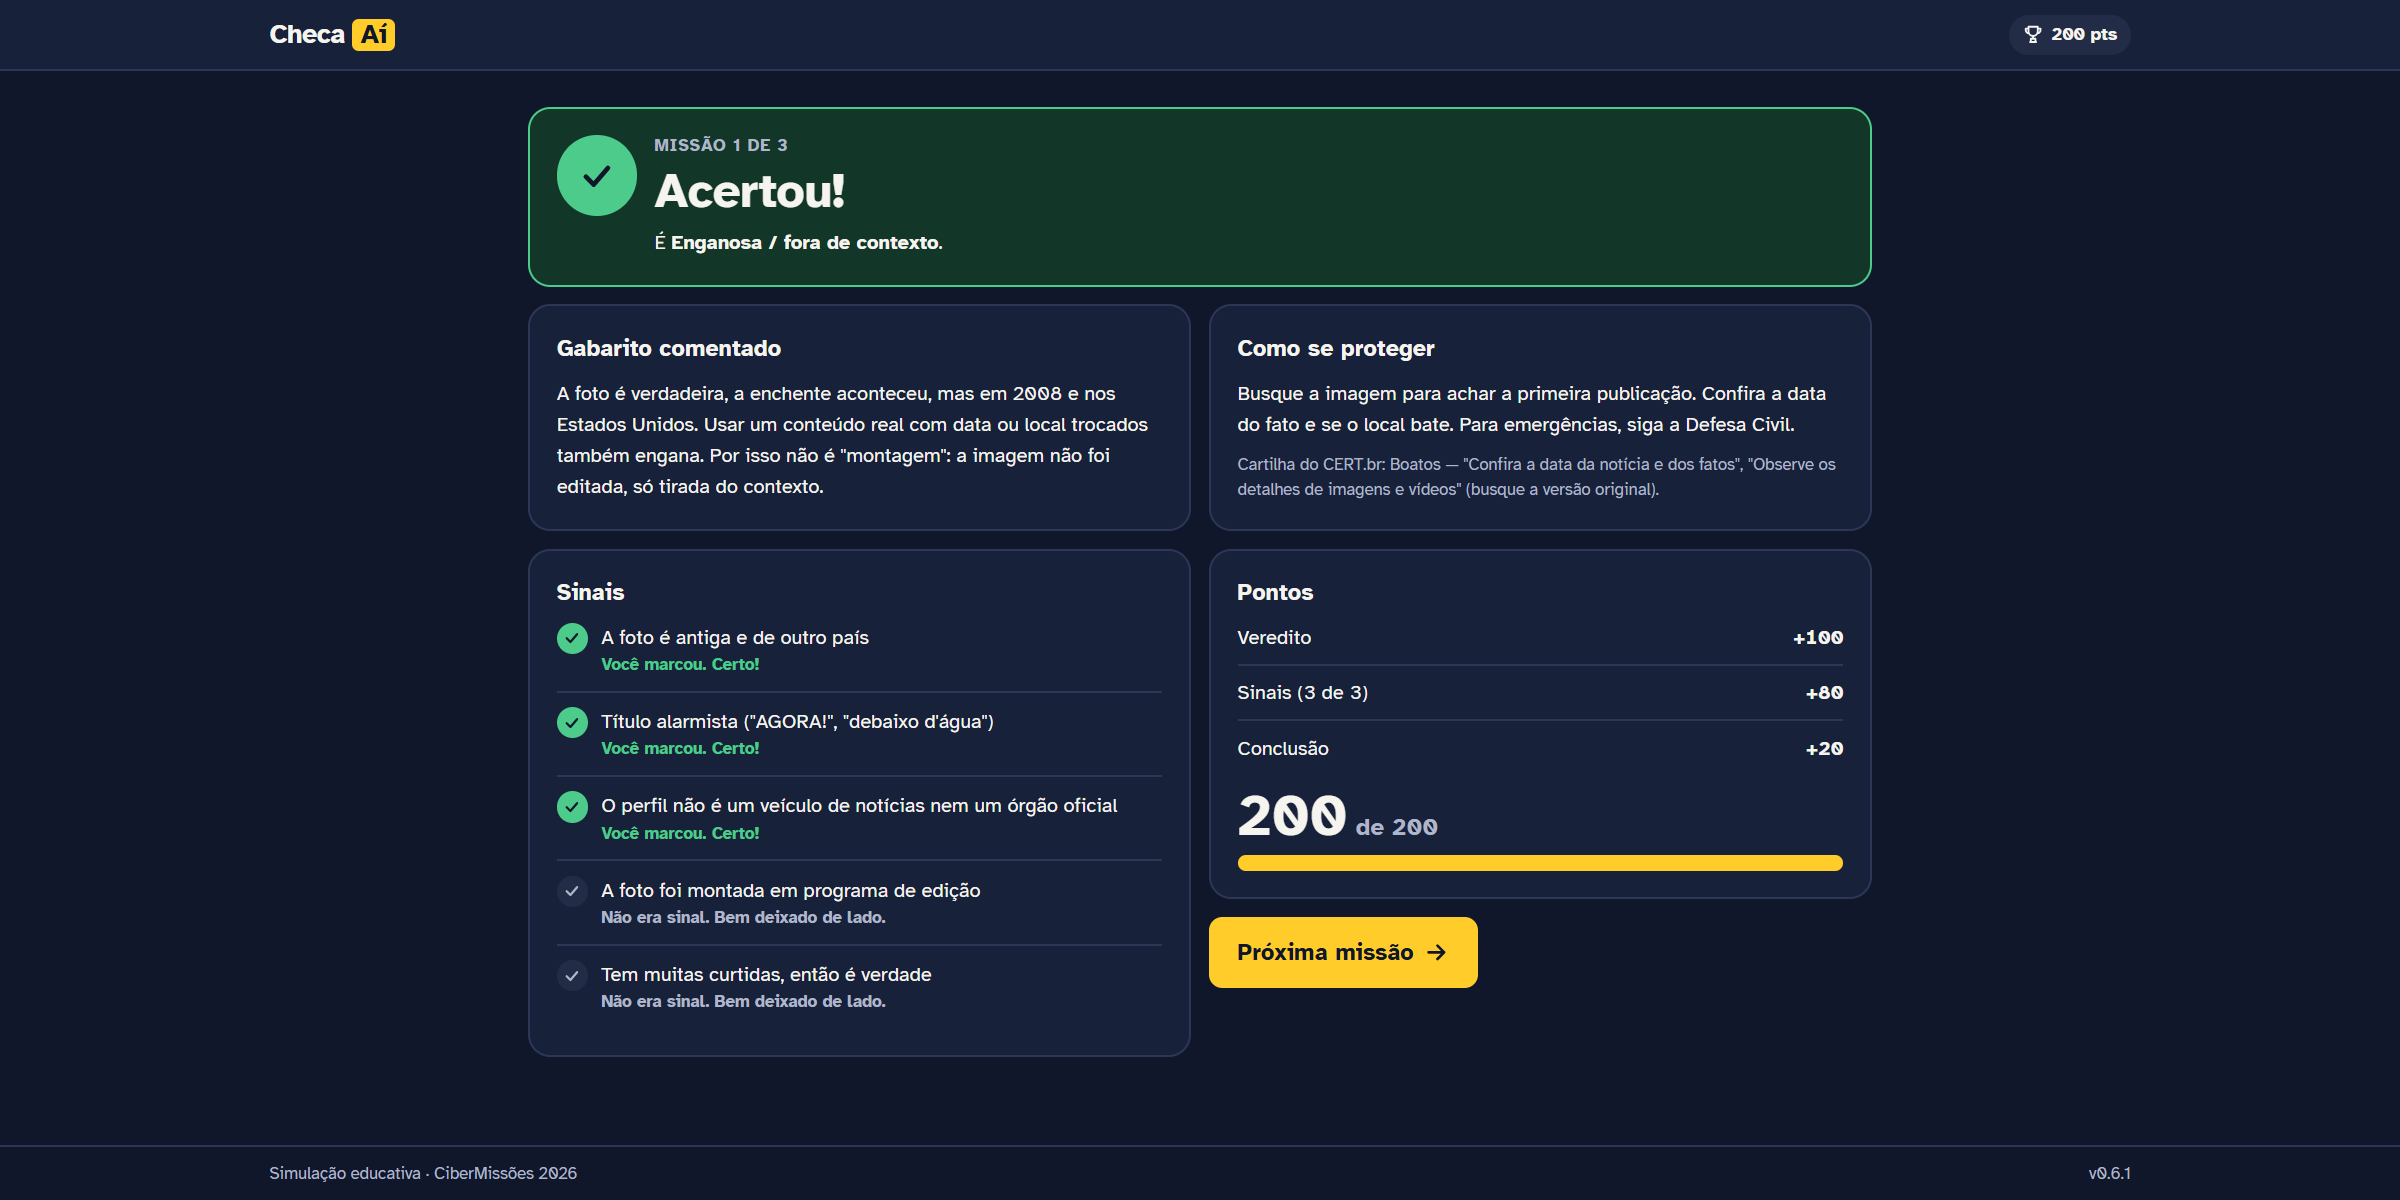 Checa Aí
200 pts
MISSÃO 1 DE 3
Acertou!
É Enganosa / fora de contexto.
Gabarito comentado
A foto é verdadeira, a enchente aconteceu, mas em 2008 e nos
Estados Unidos. Usar um conteúdo real com data ou local trocados
também engana. Por isso não é "montagem": a imagem não foi
editada, só tirada do contexto.
Como se proteger
Busque a imagem para achar a primeira publicação. Confira a data
do fato e se o local bate. Para emergências, siga a Defesa Civil.
Cartilha do CERT.br: Boatos — "Confira a data da notícia e dos fatos", "Observe os
detalhes de imagens e vídeos" (busque a versão original).
Sinais
A foto é antiga e de outro país
Você marcou. Certo!
Título alarmista ("AGORA!", "debaixo d'água")
Você marcou. Certo!
O perfil não é um veículo de notícias nem um órgão oficial
Você marcou. Certo!
A foto foi montada em programa de edição
Não era sinal. Bem deixado de lado.
Tem muitas curtidas, então é verdade
Não era sinal. Bem deixado de lado.
Pontos
Veredito +100
Sinais (3 de 3) +80
Conclusão +20
200 de 200
Próxima missão →
Simulação educativa · CiberMissões 2026
v0.6.1